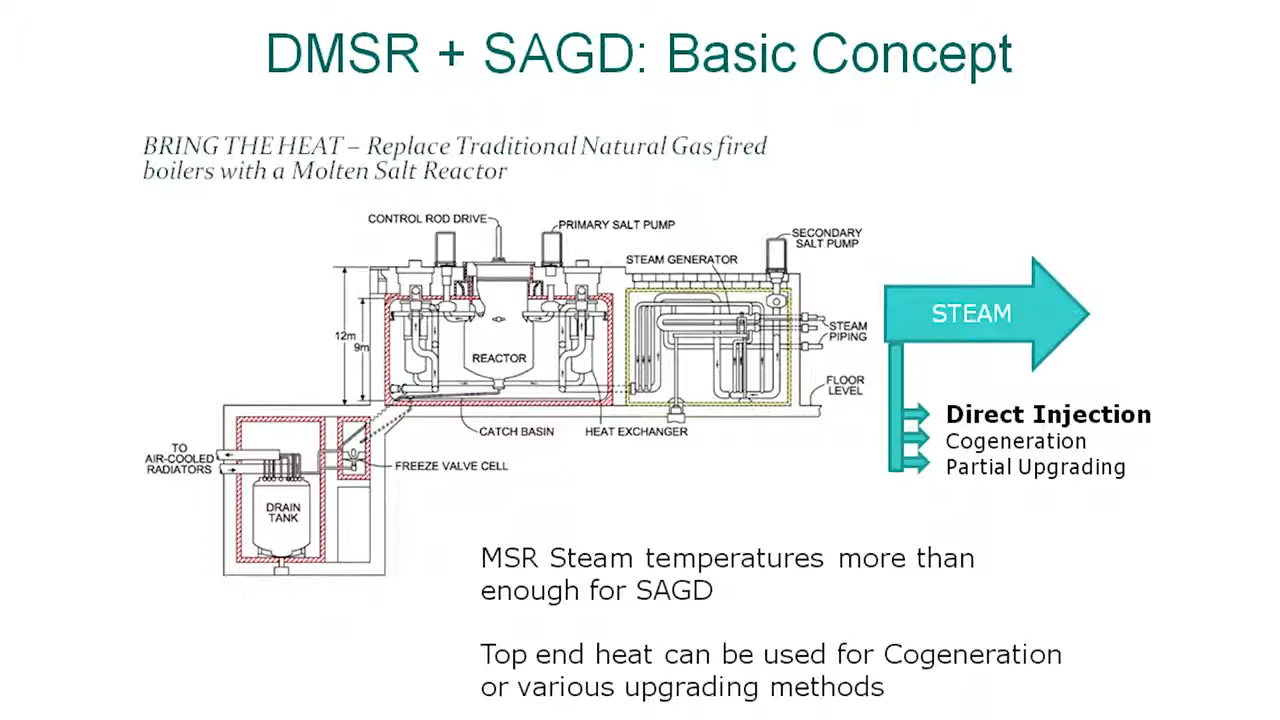 DMSR + SAGD: Basic Concept
BRING THE HEAT – Replace Traditional Natural Gas fired
boilers with a Molten Salt Reactor
CONTROL ROD DRIVE
PRIMARY SALT PUMP
SECONDARY
SALT PUMP
STEAM GENERATOR
STEAM
12m
9m
REACTOR
STEAM
PIPING
FLOOR
LEVEL
Direct Injection
Cogeneration
Partial Upgrading
CATCH BASIN
HEAT EXCHANGER
TO
AIR-COOLED
RADIATORS
FREEZE VALVE CELL
DRAIN
TANK
MSR Steam temperatures more than
enough for SAGD
Top end heat can be used for Cogeneration
or various upgrading methods